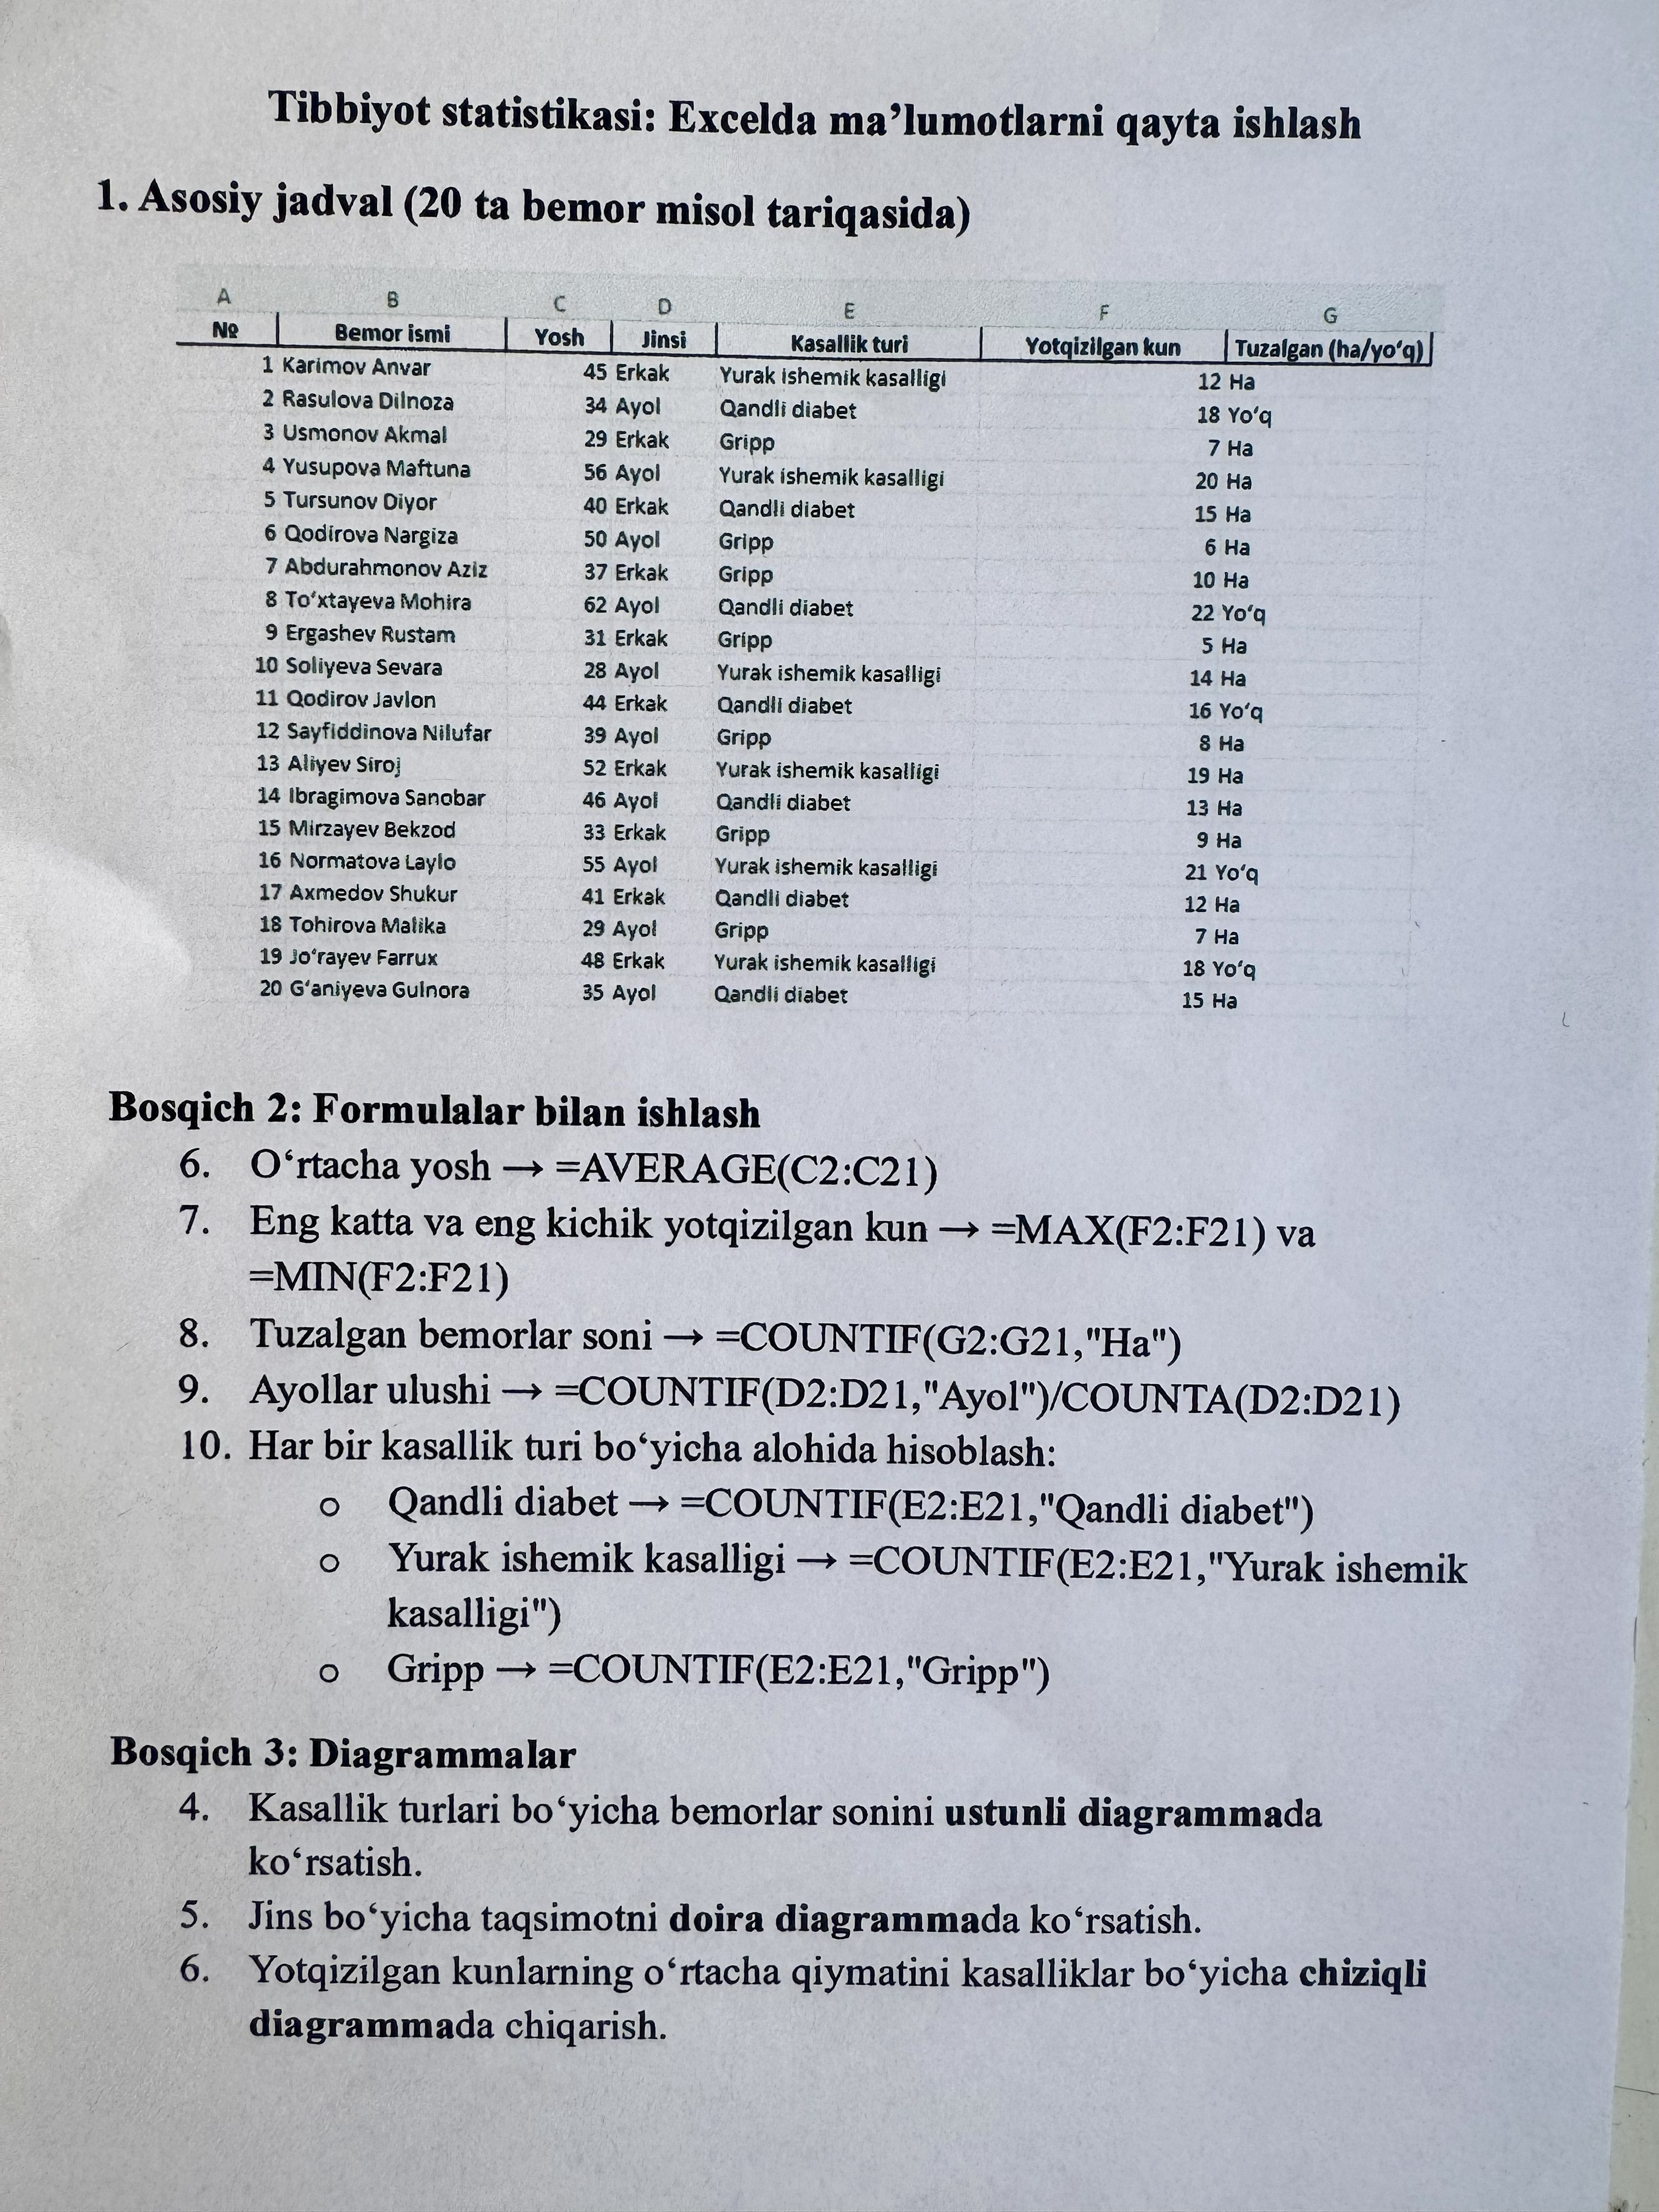 Tibbiyot statistikasi: Excelda ma’lumotlarni qayta ishlash
1. Asosiy jadval (20 ta bemor misol tariqasida)
A B C D E F G
№ Bemor ismi Yosh Jinsi Kasallik turi Yotqizilgan kun Tuzalgan (ha/yo‘q)
1 Karimov Anvar 45 Erkak Yurak ishemik kasalligi 12 Ha
2 Rasulova Dilnoza 34 Ayol Qandli diabet 18 Yo‘q
3 Usmonov Akmal 29 Erkak Gripp 7 Ha
4 Yusupova Maftuna 56 Ayol Yurak ishemik kasalligi 20 Ha
5 Tursunov Diyor 40 Erkak Qandli diabet 15 Ha
6 Qodirova Nargiza 50 Ayol Gripp 6 Ha
7 Abdurahmonov Aziz 37 Erkak Gripp 10 Ha
8 To‘xtayeva Mohira 62 Ayol Qandli diabet 22 Yo‘q
9 Ergashev Rustam 31 Erkak Gripp 5 Ha
10 Soliyeva Sevara 28 Ayol Yurak ishemik kasalligi 14 Ha
11 Qodirov Javlon 44 Erkak Qandli diabet 16 Yo‘q
12 Sayfiddinova Nilufar 39 Ayol Gripp 8 Ha
13 Aliyev Siroj 52 Erkak Yurak ishemik kasalligi 19 Ha
14 Ibragimova Sanobar 46 Ayol Qandli diabet 13 Ha
15 Mirzayev Bekzod 33 Erkak Gripp 9 Ha
16 Normatova Laylo 55 Ayol Yurak ishemik kasalligi 21 Yo‘q
17 Axmedov Shukur 41 Erkak Qandli diabet 12 Ha
18 Tohirova Malika 29 Ayol Gripp 7 Ha
19 Jo‘rayev Farrux 48 Erkak Yurak ishemik kasalligi 18 Yo‘q
20 G‘aniyeva Gulnora 35 Ayol Qandli diabet 15 Ha
Bosqich 2: Formulalar bilan ishlash
6. O‘rtacha yosh → =AVERAGE(C2:C21)
7. Eng katta va eng kichik yotqizilgan kun → =MAX(F2:F21) va
=MIN(F2:F21)
8. Tuzalgan bemorlar soni → =COUNTIF(G2:G21,"Ha")
9. Ayollar ulushi → =COUNTIF(D2:D21,"Ayol")/COUNTA(D2:D21)
10. Har bir kasallik turi bo‘yicha alohida hisoblash:
o Qandli diabet → =COUNTIF(E2:E21,"Qandli diabet")
o Yurak ishemik kasalligi → =COUNTIF(E2:E21,"Yurak ishemik
kasalligi")
o Gripp → =COUNTIF(E2:E21,"Gripp")
Bosqich 3: Diagrammalar
4. Kasallik turlari bo‘yicha bemorlar sonini ustunli diagrammada
ko‘rsatish.
5. Jins bo‘yicha taqsimotni doira diagrammada ko‘rsatish.
6. Yotqizilgan kunlarning o‘rtacha qiymatini kasalliklar bo‘yicha chiziqli
diagrammada chiqarish.